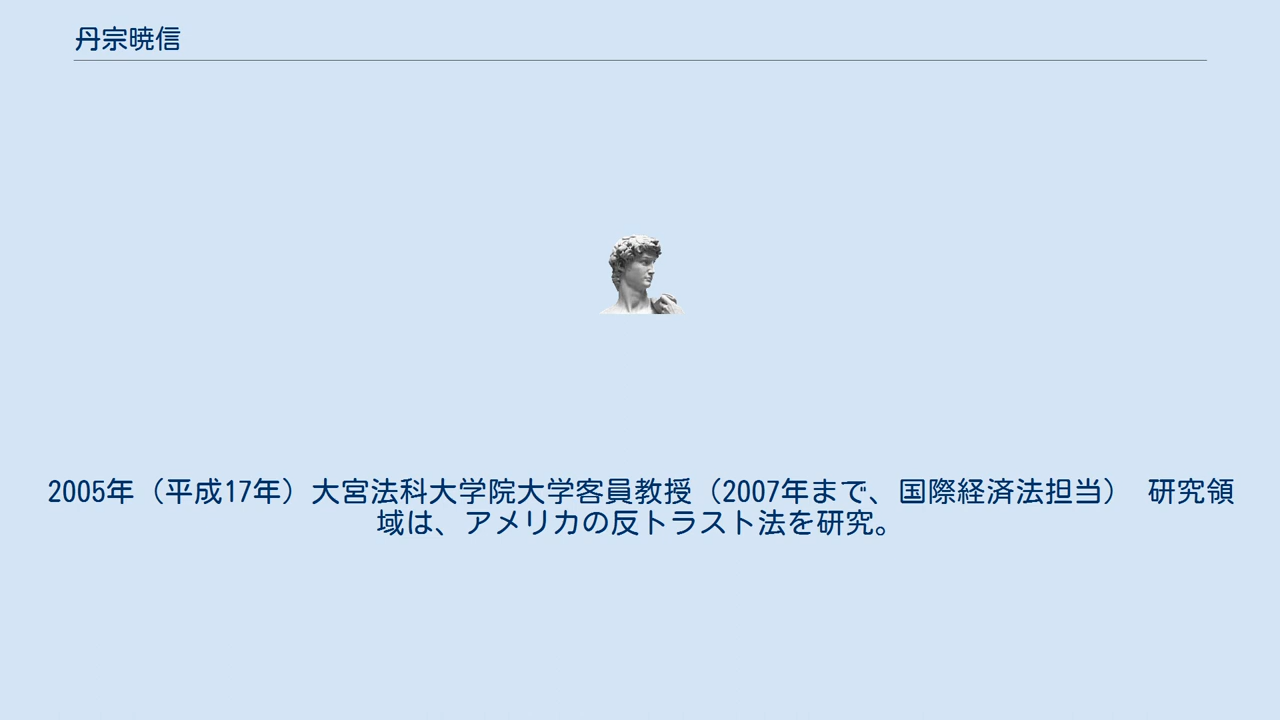 丹宗暁信
2005年（平成17年）大宮法科大学院大学客員教授（2007年まで、国際経済法担当）　研究領
域は、アメリカの反トラスト法を研究。